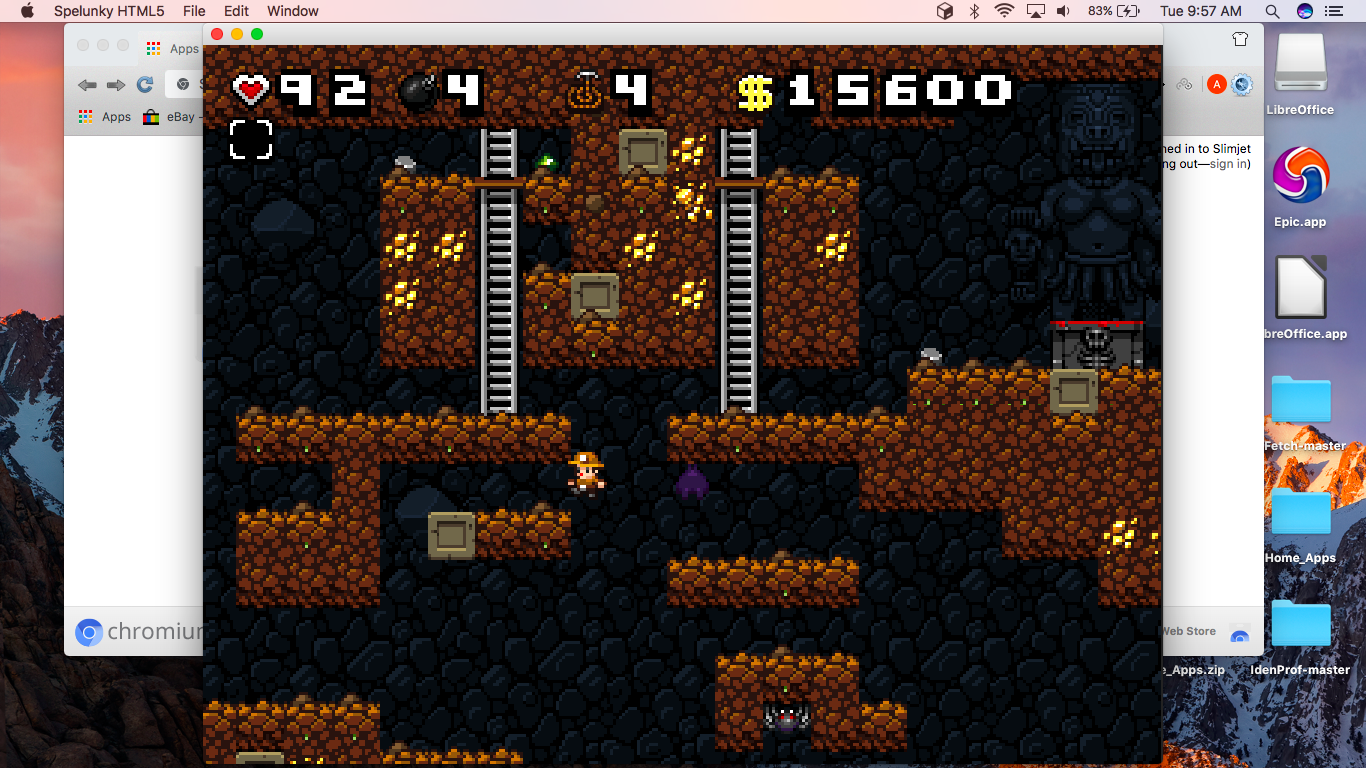 Spelunky HTML5 File Edit Window 83% Tue 9:57 AM
Apps
92 4 4 $15600
Apps eBay -
ned in to Slimjet
ng out—sign in)
LibreOffice
Epic.app
breOffice.app
Fetch-master
Home_Apps
chromium
Web Store
e_Apps.zip IdenProf-master
A